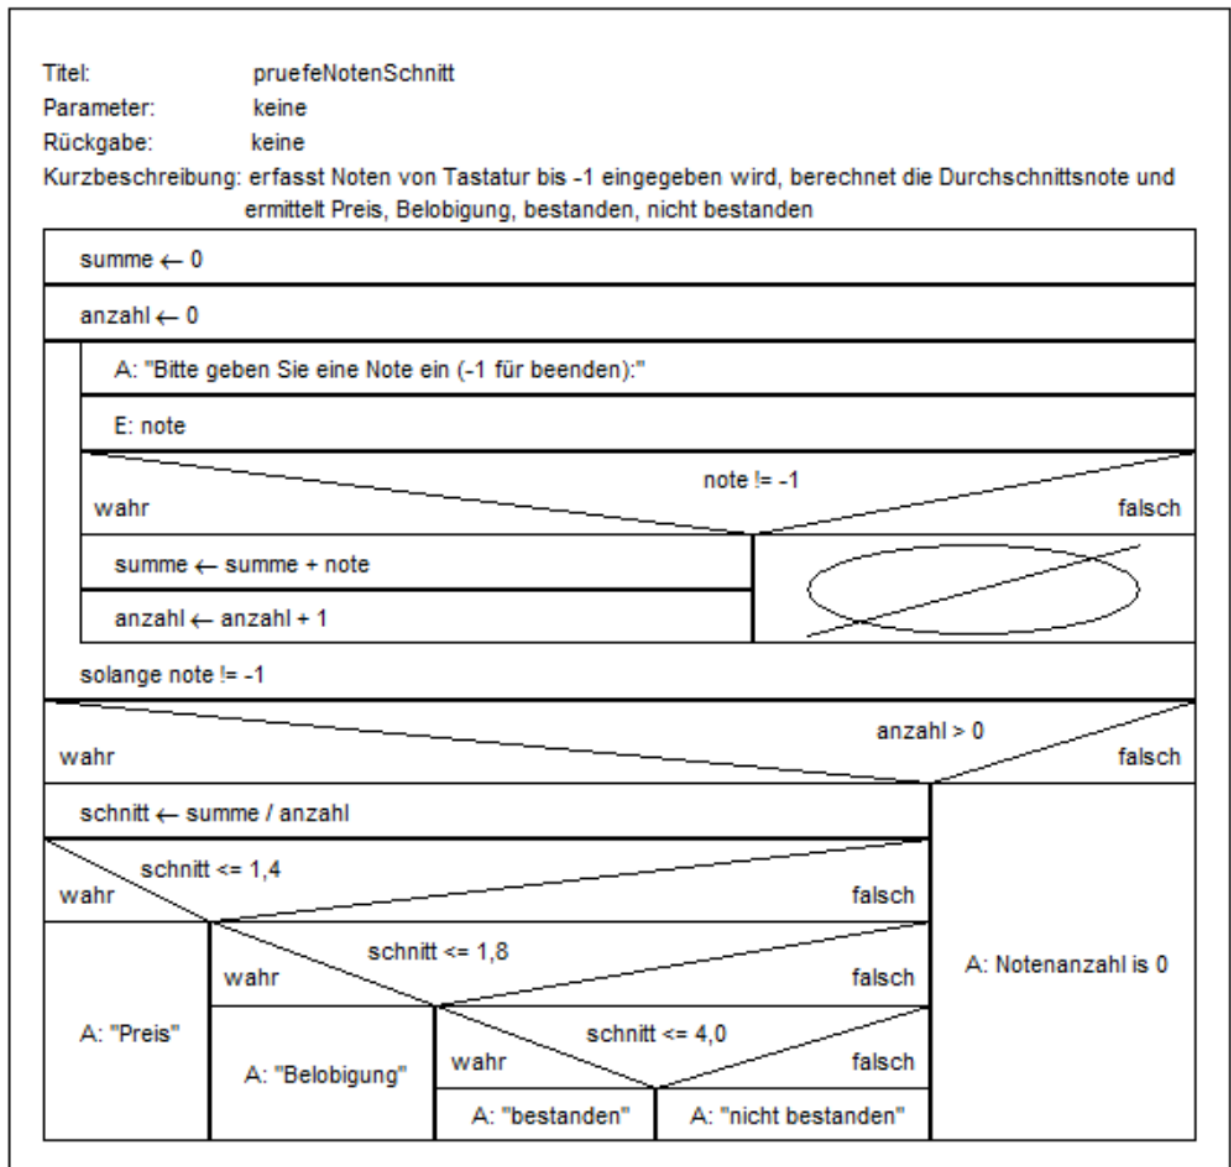 Titel: pruefeNotenSchnitt
Parameter: keine
Rückgabe: keine
Kurzbeschreibung: erfasst Noten von Tastatur bis -1 eingegeben wird, berechnet die Durchschnittsnote und
ermittelt Preis, Belobigung, bestanden, nicht bestanden
summe ← 0
anzahl ← 0
A: "Bitte geben Sie eine Note ein (-1 für beenden):"
E: note
note != -1
wahr falsch
summe ← summe + note
anzahl ← anzahl + 1
solange note != -1
anzahl > 0
wahr falsch
schnitt ← summe / anzahl
schnitt <= 1,4
wahr falsch
schnitt <= 1,8
wahr falsch
A: Notenanzahl is 0
A: "Preis"
schnitt <= 4,0
wahr falsch
A: "Belobigung"
A: "bestanden" A: "nicht bestanden"